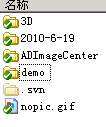 名称
3D
2010-6-19
ADImageCenter
demo
.svn
nopic.gif